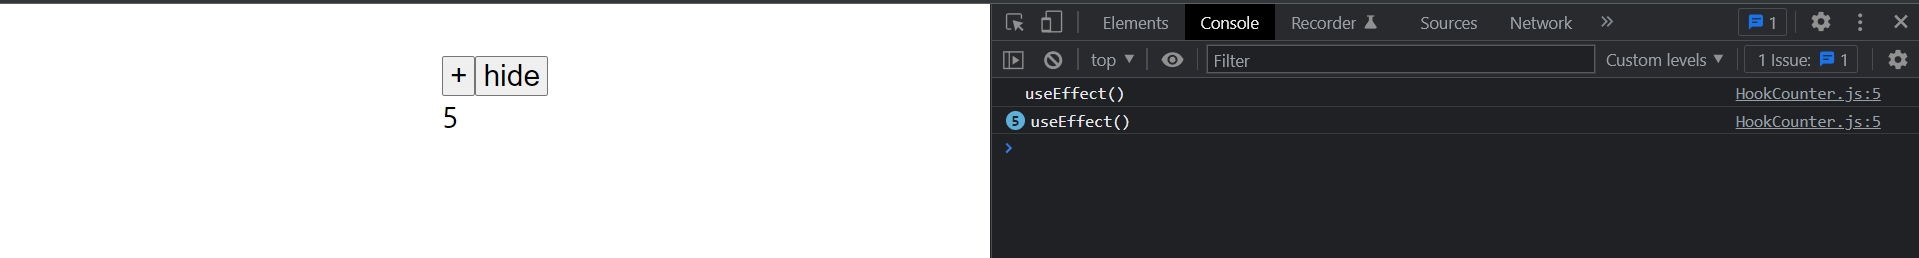 + hide
5
Elements Console Recorder Sources Network » 1
top ▼ Filter Custom levels ▼ 1 Issue: 1
useEffect() HookCounter.js:5
5 useEffect() HookCounter.js:5